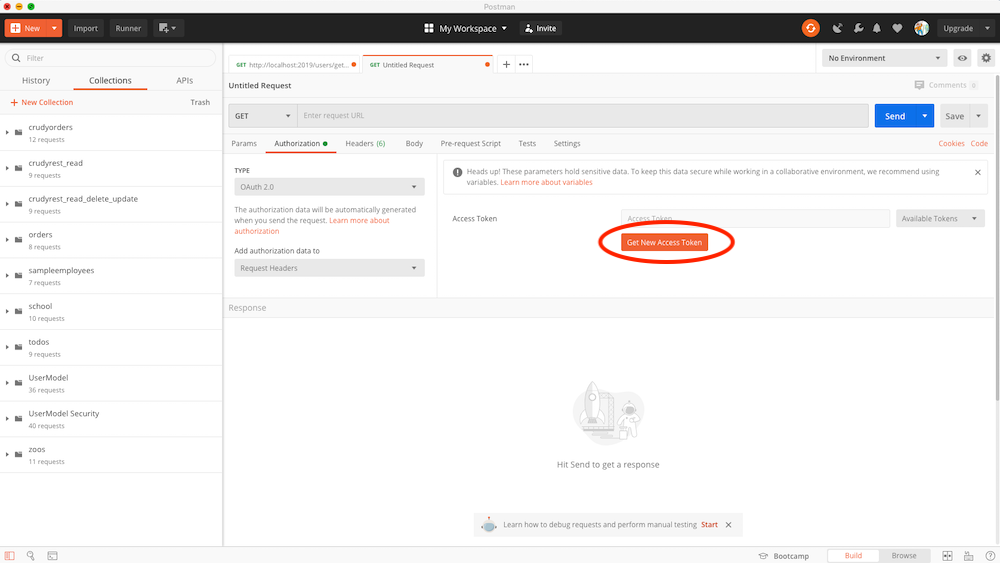 Postman
New
Import
Runner
My Workspace
Invite
Upgrade
Filter
History
Collections
APIs
New Collection
Trash
crudyorders
12 requests
crudyrest_read
9 requests
crudyrest_read_delete_update
9 requests
orders
8 requests
sampleemployees
7 requests
school
10 requests
todos
9 requests
UserModel
36 requests
UserModel Security
40 requests
zoos
11 requests
GET http://localhost:2019/users/get...
GET Untitled Request
No Environment
Untitled Request
Comments 0
GET
Enter request URL
Send
Save
Params
Authorization
Headers (6)
Body
Pre-request Script
Tests
Settings
Cookies
Code
TYPE
OAuth 2.0
The authorization data will be automatically generated
when you send the request. Learn more about
authorization
Add authorization data to
Request Headers
Heads up! These parameters hold sensitive data. To keep this data secure while working in a collaborative environment, we recommend using
variables. Learn more about variables
Access Token
Access Token
Available Tokens
Get New Access Token
Response
Hit Send to get a response
Learn how to debug requests and perform manual testing Start
Bootcamp
Build
Browse